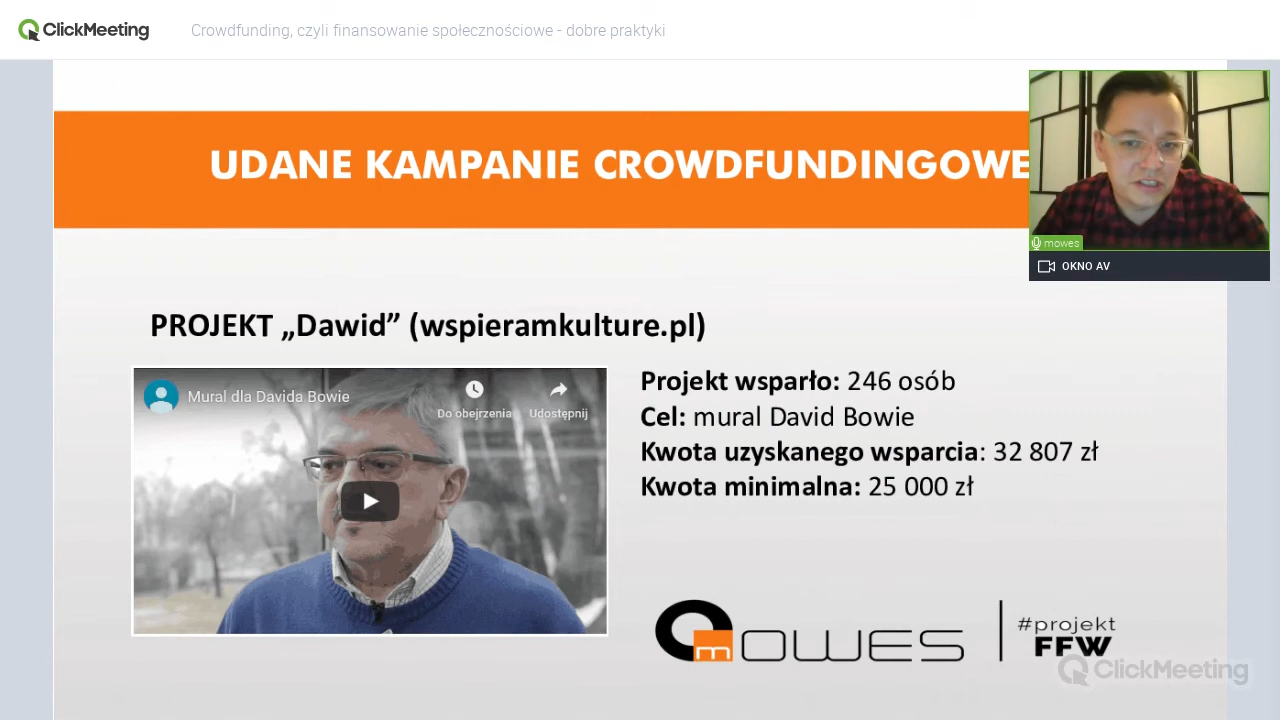 ClickMeeting
Crowdfunding, czyli finansowanie społecznościowe - dobre praktyki
UDANE KAMPANIE CROWDFUNDINGOWE
mowes
OKNO AV
PROJEKT „Dawid” (wspieramkulture.pl)
Mural dla Davida Bowie
Do obejrzenia
Udostępnij
Projekt wsparło: 246 osób
Cel: mural David Bowie
Kwota uzyskanego wsparcia: 32 807 zł
Kwota minimalna: 25 000 zł
m OWES
#projekt
FFW
ClickMeeting